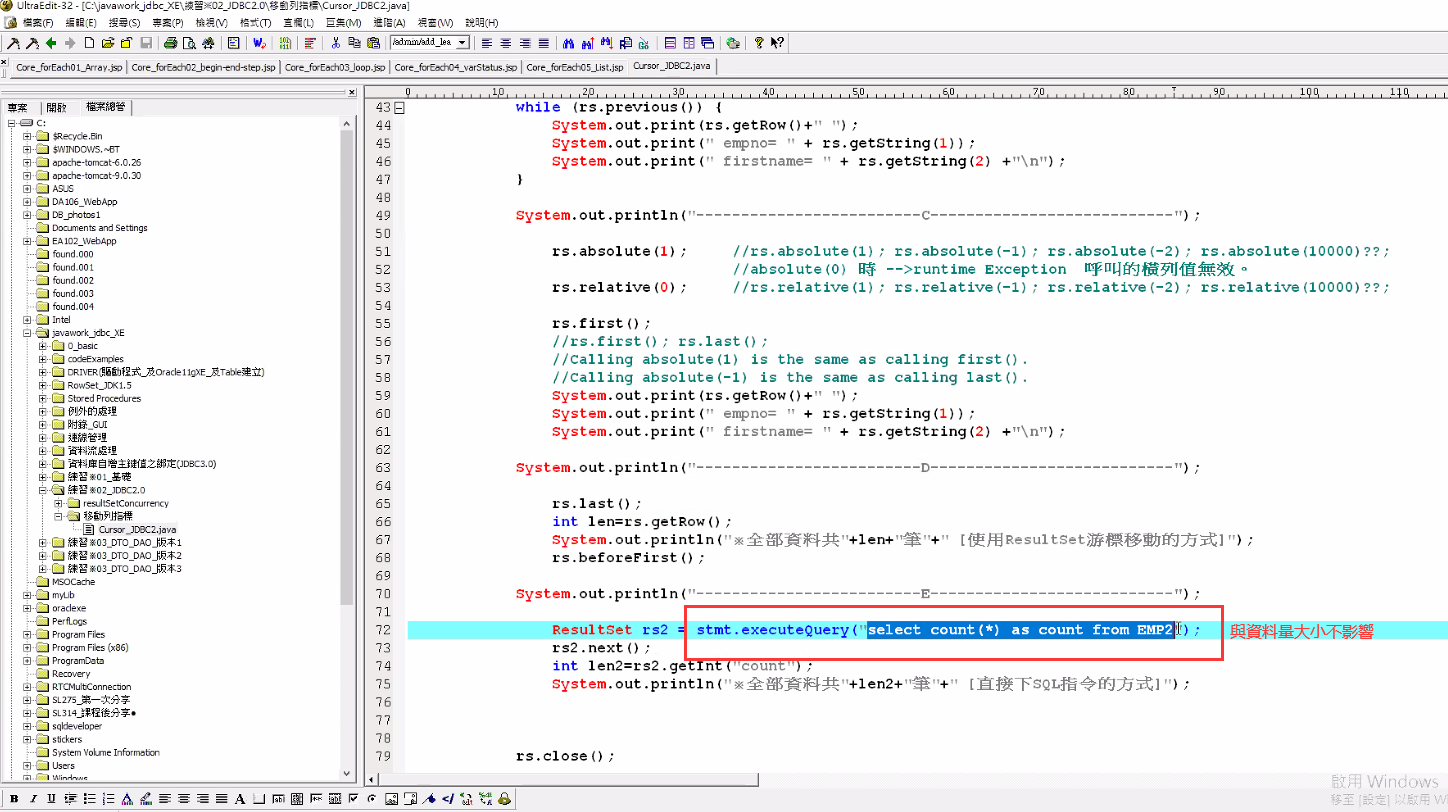 UltraEdit-32 - [C:\javawork_jdbc_XE\練習※02_JDBC2.0\移動列指標\Cursor_JDBC2.java]
檔案(F) 編輯(E) 搜尋(S) 專案(P) 檢視(V) 格式(T) 直欄(L) 巨集(M) 進階(A) 視窗(W) 說明(H)
/admin/add_lea
Core_forEach01_Array.jsp Core_forEach02_begin-end-step.jsp Core_forEach03_loop.jsp Core_forEach04_varStatus.jsp Core_forEach05_List.jsp Cursor_JDBC2.java
專案 開啟 檔案總管
C:
$Recycle.Bin
$WINDOWS.~BT
apache-tomcat-6.0.26
apache-tomcat-9.0.30
ASUS
DA106_WebApp
DB_photos1
Documents and Settings
EA102_WebApp
found.000
found.001
found.002
found.003
found.004
Intel
javawork_jdbc_XE
0_basic
codeExamples
DRIVER(驅動程式_及Oracle11gXE_及Table建立)
RowSet_JDK1.5
Stored Procedures
例外的處理
附錄_GUI
連線管理
資料流處理
資料庫自增主鍵值之綁定(JDBC3.0)
練習※01_基礎
練習※02_JDBC2.0
resultSetConcurrency
移動列指標
Cursor_JDBC2.java
練習※03_DTO_DAO_版本1
練習※03_DTO_DAO_版本2
練習※03_DTO_DAO_版本3
MSOCache
myLib
oraclexe
PerfLogs
Program Files
Program Files (x86)
ProgramData
Recovery
RTCMultiConnection
SL275_第一次分享
SL314_課程後分享●
sqldeveloper
stickers
System Volume Information
Users
Windows
0 10 20 30 40 50 60 70 80 90 100 110
43 while (rs.previous()) {
44 System.out.print(rs.getRow()+" ");
45 System.out.print(" empno= " + rs.getString(1));
46 System.out.print(" firstname= " + rs.getString(2) +"\n");
47 }
48
49 System.out.println("-------------------------C---------------------------");
50
51 rs.absolute(1); //rs.absolute(1); rs.absolute(-1); rs.absolute(-2); rs.absolute(10000)??;
52 //absolute(0) 時 -->runtime Exception 呼叫的橫列值無效。
53 rs.relative(0); //rs.relative(1); rs.relative(-1); rs.relative(-2); rs.relative(10000)??;
54
55 rs.first();
56 //rs.first(); rs.last();
57 //Calling absolute(1) is the same as calling first().
58 //Calling absolute(-1) is the same as calling last().
59 System.out.print(rs.getRow()+" ");
60 System.out.print(" empno= " + rs.getString(1));
61 System.out.print(" firstname= " + rs.getString(2) +"\n");
62
63 System.out.println("-------------------------D---------------------------");
64
65 rs.last();
66 int len=rs.getRow();
67 System.out.println("※全部資料共"+len+"筆"+" [使用ResultSet游標移動的方式]");
68 rs.beforeFirst();
69
70 System.out.println("-------------------------E---------------------------");
71
72 ResultSet rs2 = stmt.executeQuery("select count(*) as count from EMP2"); 與資料量大小不影響
73 rs2.next();
74 int len2=rs2.getInt("count");
75 System.out.println("※全部資料共"+len2+"筆"+" [直接下SQL指令的方式]");
76
77
78
79 rs.close();
啟用 Windows
移至 [設定] 以啟用 W